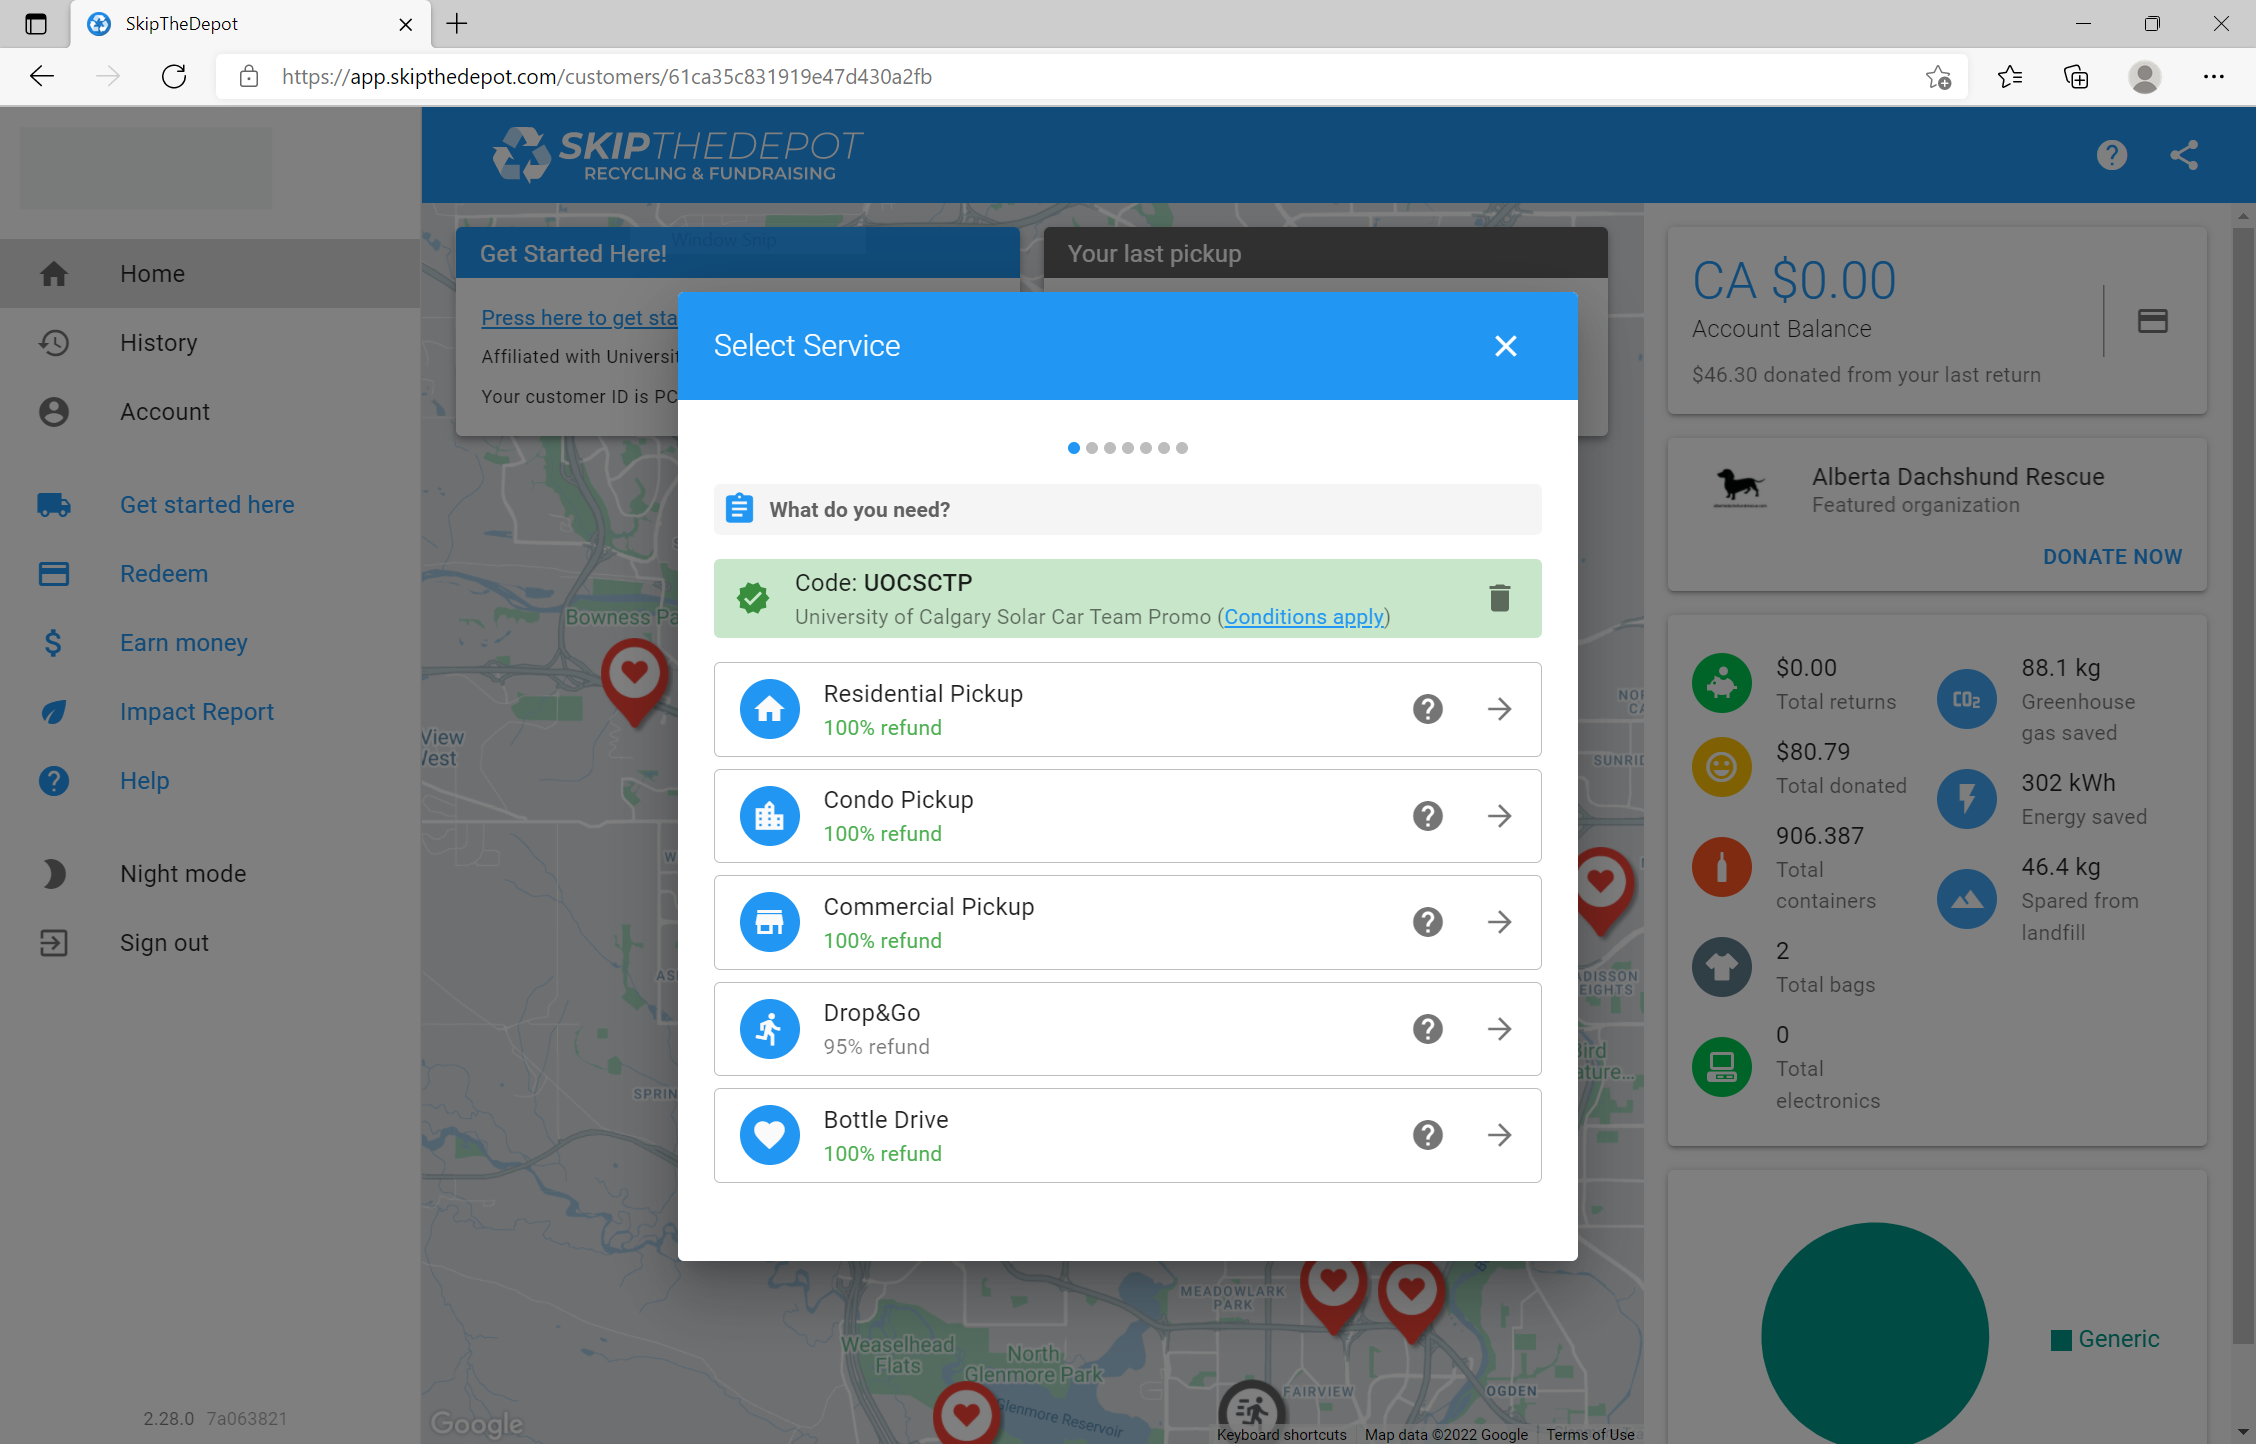 SkipTheDepot
https://app.skipthedepot.com/customers/61ca35c831919e47d430a2fb
SKIPTHEDEPOT
RECYCLING & FUNDRAISING
Home
History
Account
Get started here
Redeem
Earn money
Impact Report
Help
Night mode
Sign out
2.28.0 7a063821
Window Snip
Get Started Here!
Press here to get sta
Affiliated with Universit
Your customer ID is PC
Your last pickup
Select Service
What do you need?
Code: UOCSCTP
University of Calgary Solar Car Team Promo (Conditions apply)
Residential Pickup
100% refund
Condo Pickup
100% refund
Commercial Pickup
100% refund
Drop&Go
95% refund
Bottle Drive
100% refund
CA $0.00
Account Balance
$46.30 donated from your last return
Alberta Dachshund Rescue
Featured organization
DONATE NOW
$0.00
Total returns
$80.79
Total donated
906.387
Total
containers
2
Total bags
0
Total
electronics
CO2
88.1 kg
Greenhouse
gas saved
302 kWh
Energy saved
46.4 kg
Spared from
landfill
Generic
Bowness Pa
View
West
SPRIN
SUNRID
MEADOWLARK
PARK
Weaselhead
Flats
North
Glenmore Park
Glenmore Reservoir
FAIRVIEW
OGDEN
Google
Keyboard shortcuts
Map data ©2022 Google
Terms of Use